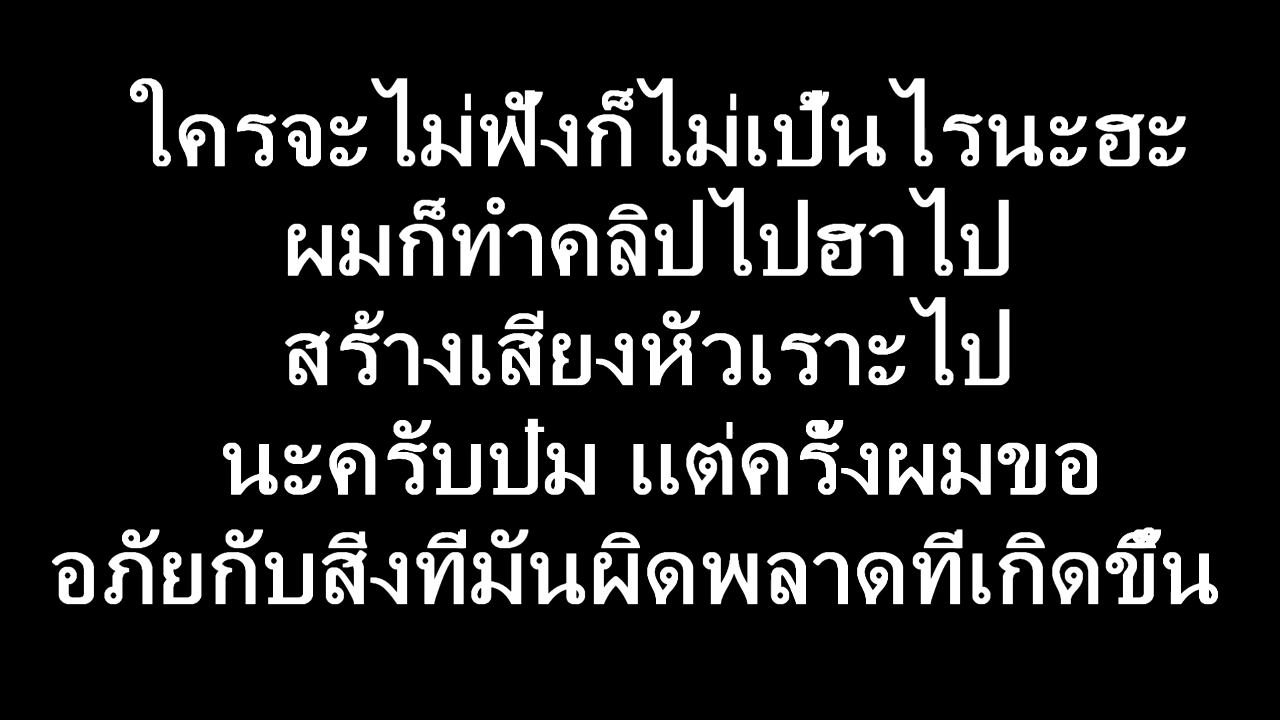 ใครจะไม่ฟังก็ไม่เป้นไรนะฮะ
ผมก็ทำคลิปไปฮาไป
สร้างเสียงหัวเราะไป
นะครับป๋ม แต่ครั้งผมขอ
อภัยกับสี่งที่มันผิดพลาดที่เกิดขึ้น